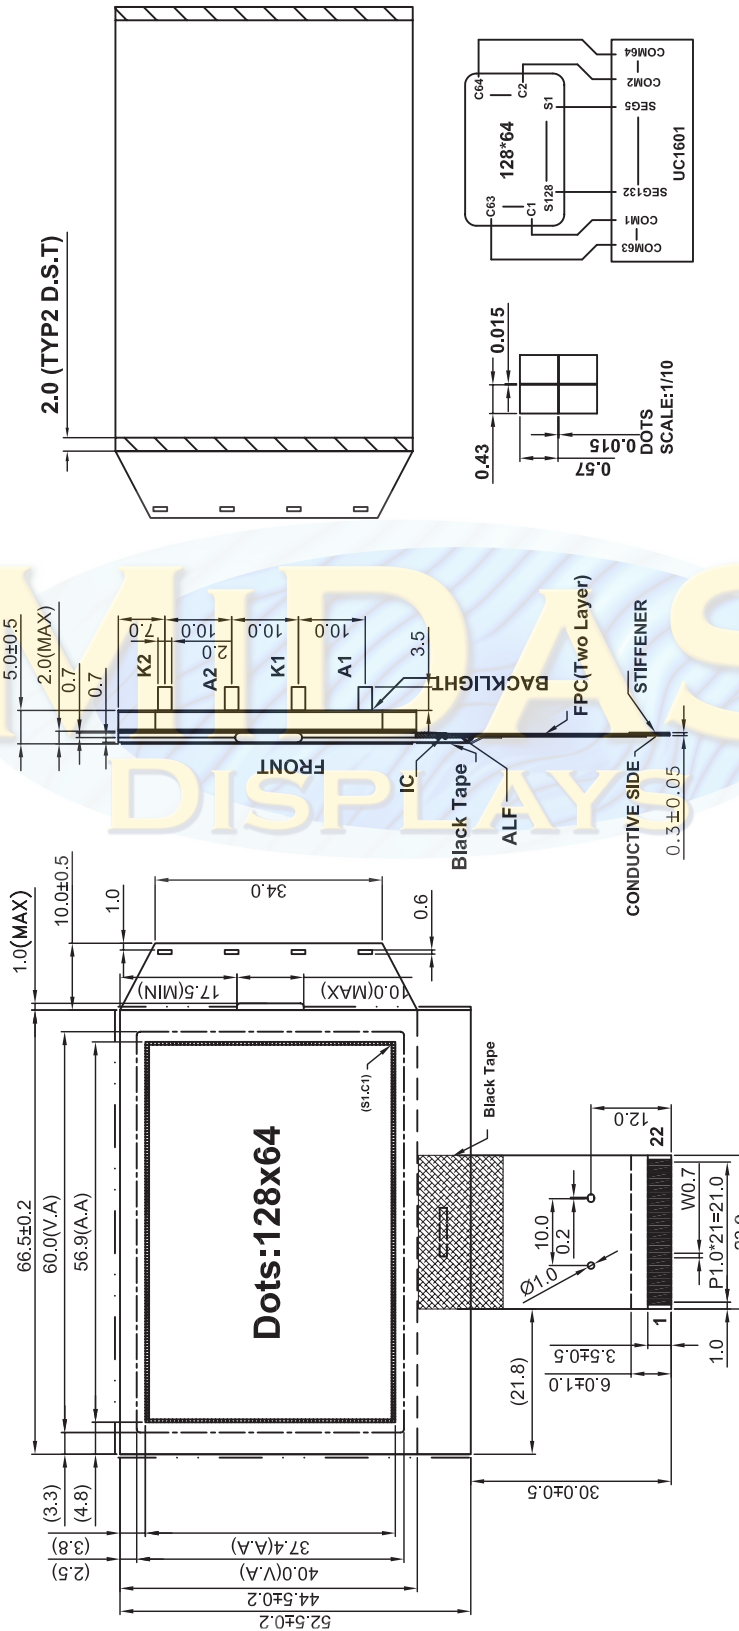 2.0 (TYP2 D.S.T)
C64
C2
S1
128*64
C63
C1
S128
COM64
COM2
SEG5
SEG132
COM1
COM63
UC1601
0.015
0.43
0.015
0.57
DOTS
SCALE:1/10
5.0±0.5
2.0(MAX)
0.7
0.7
7.0
10.0
10.0
10.0
2.0
3.5
K2
A2
K1
A1
BACKLIGHT
FRONT
IC
Black Tape
ALF
FPC(Two Layer)
STIFFENER
CONDUCTIVE SIDE
0.3±0.05
MIDAS
DISPLAYS
1.0(MAX)
10.0±0.5
1.0
34.0
0.6
17.5(MIN)
10.0(MAX)
66.5±0.2
60.0(V.A)
56.9(A.A)
(S1.C1)
Dots:128x64
Black Tape
(3.3)
(4.8)
(3.8)
(2.5)
37.4(A.A)
40.0(V.A)
44.5±0.2
52.5±0.2
(21.8)
30.0±0.5
12.0
10.0
0.2
Ø1.0
1
22
W0.7
P1.0*21=21.0
1.0
3.5±0.5
6.0±1.0